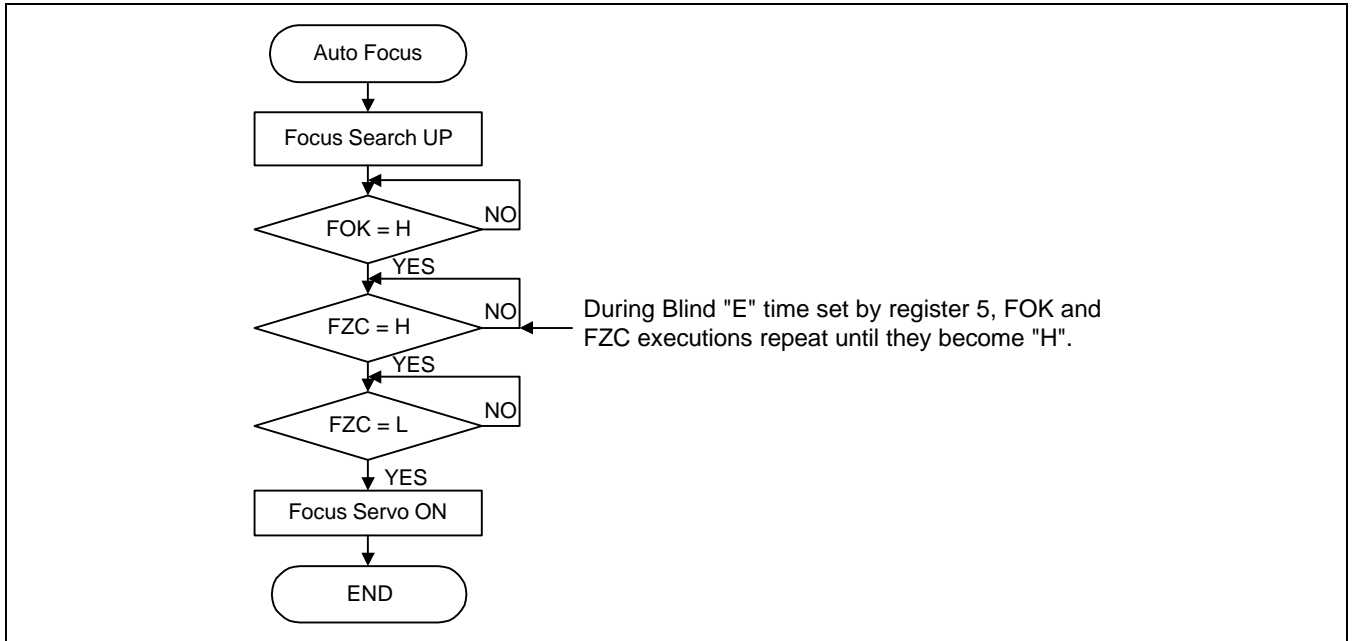 Auto Focus
Focus Search UP
FOK = H
NO
YES
FZC = H
NO
During Blind "E" time set by register 5, FOK and
FZC executions repeat until they become "H".
YES
FZC = L
NO
YES
Focus Servo ON
END